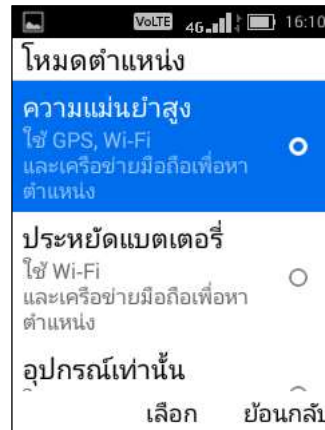 VoLTE 4G 16:10
โหมดตำแหน่ง
ความแม่นยำสูง
ใช้ GPS, Wi-Fi
และเครือข่ายมือถือเพื่อหา
ตำแหน่ง
ประหยัดแบตเตอรี่
ใช้ Wi-Fi
และเครือข่ายมือถือเพื่อหา
ตำแหน่ง
อุปกรณ์เท่านั้น
เลือก ย้อนกลับ